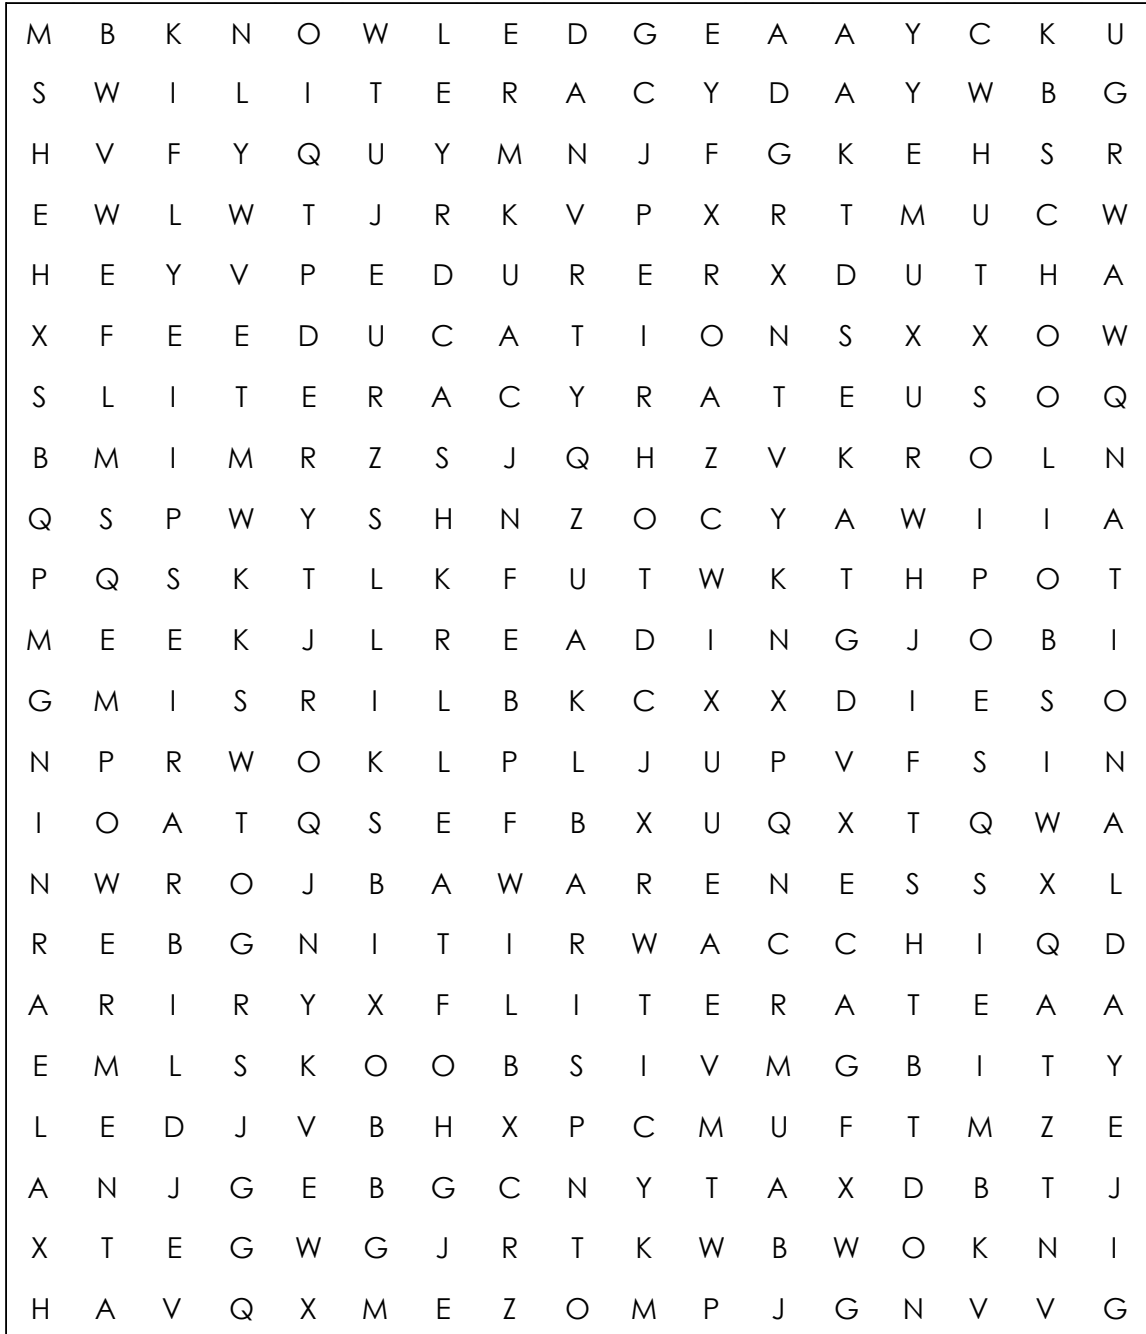 M B K N O W L E D G E A A Y C K U
S W I L I T E R A C Y D A Y W B G
H V F Y Q U Y M N J F G K E H S R
E W L W T J R K V P X R T M U C W
H E Y V P E D U R E R X D U T H A
X F E E D U C A T I O N S X X O W
S L I T E R A C Y R A T E U S O Q
B M I M R Z S J Q H Z V K R O L N
Q S P W Y S H N Z O C Y A W I I A
P Q S K T L K F U T W K T H P O T
M E E K J L R E A D I N G J O B I
G M I S R I L B K C X X D I E S O
N P R W O K L P L J U P V F S I N
I O A T Q S E F B X U Q X T Q W A
N W R O J B A W A R E N E S S X L
R E B G N I T I R W A C C H I Q D
A R I R Y X F L I T E R A T E A A
E M L S K O O B S I V M G B I T Y
L E D J V B H X P C M U F T M Z E
A N J G E B G C N Y T A X D B T J
X T E G W G J R T K W B W O K N I
H A V Q X M E Z O M P J G N V V G